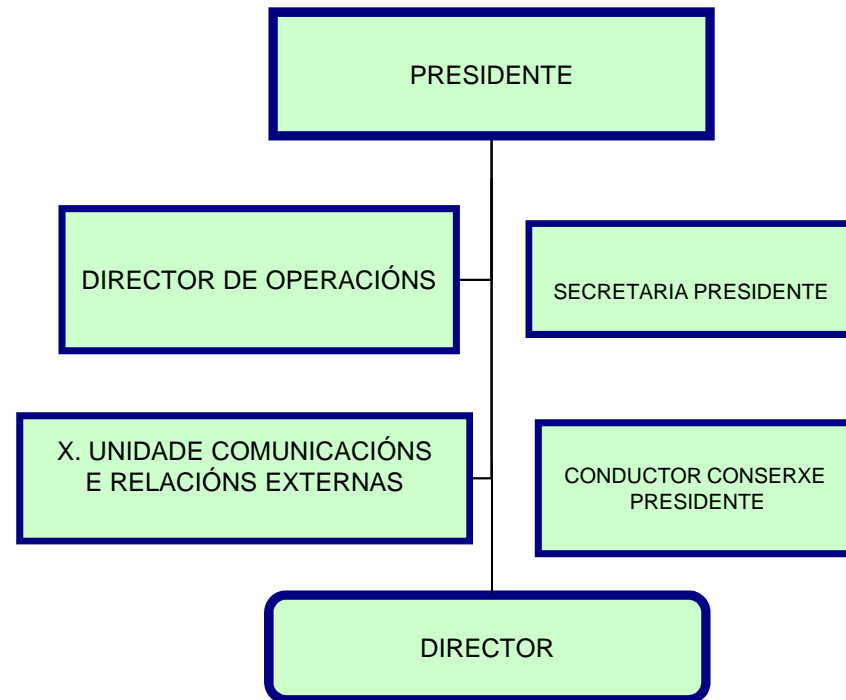 PRESIDENTE
DIRECTOR DE OPERACIÓNS
SECRETARIA PRESIDENTE
X. UNIDADE COMUNICACIÓNS
E RELACIÓNS EXTERNAS
CONDUCTOR CONSERXE
PRESIDENTE
DIRECTOR